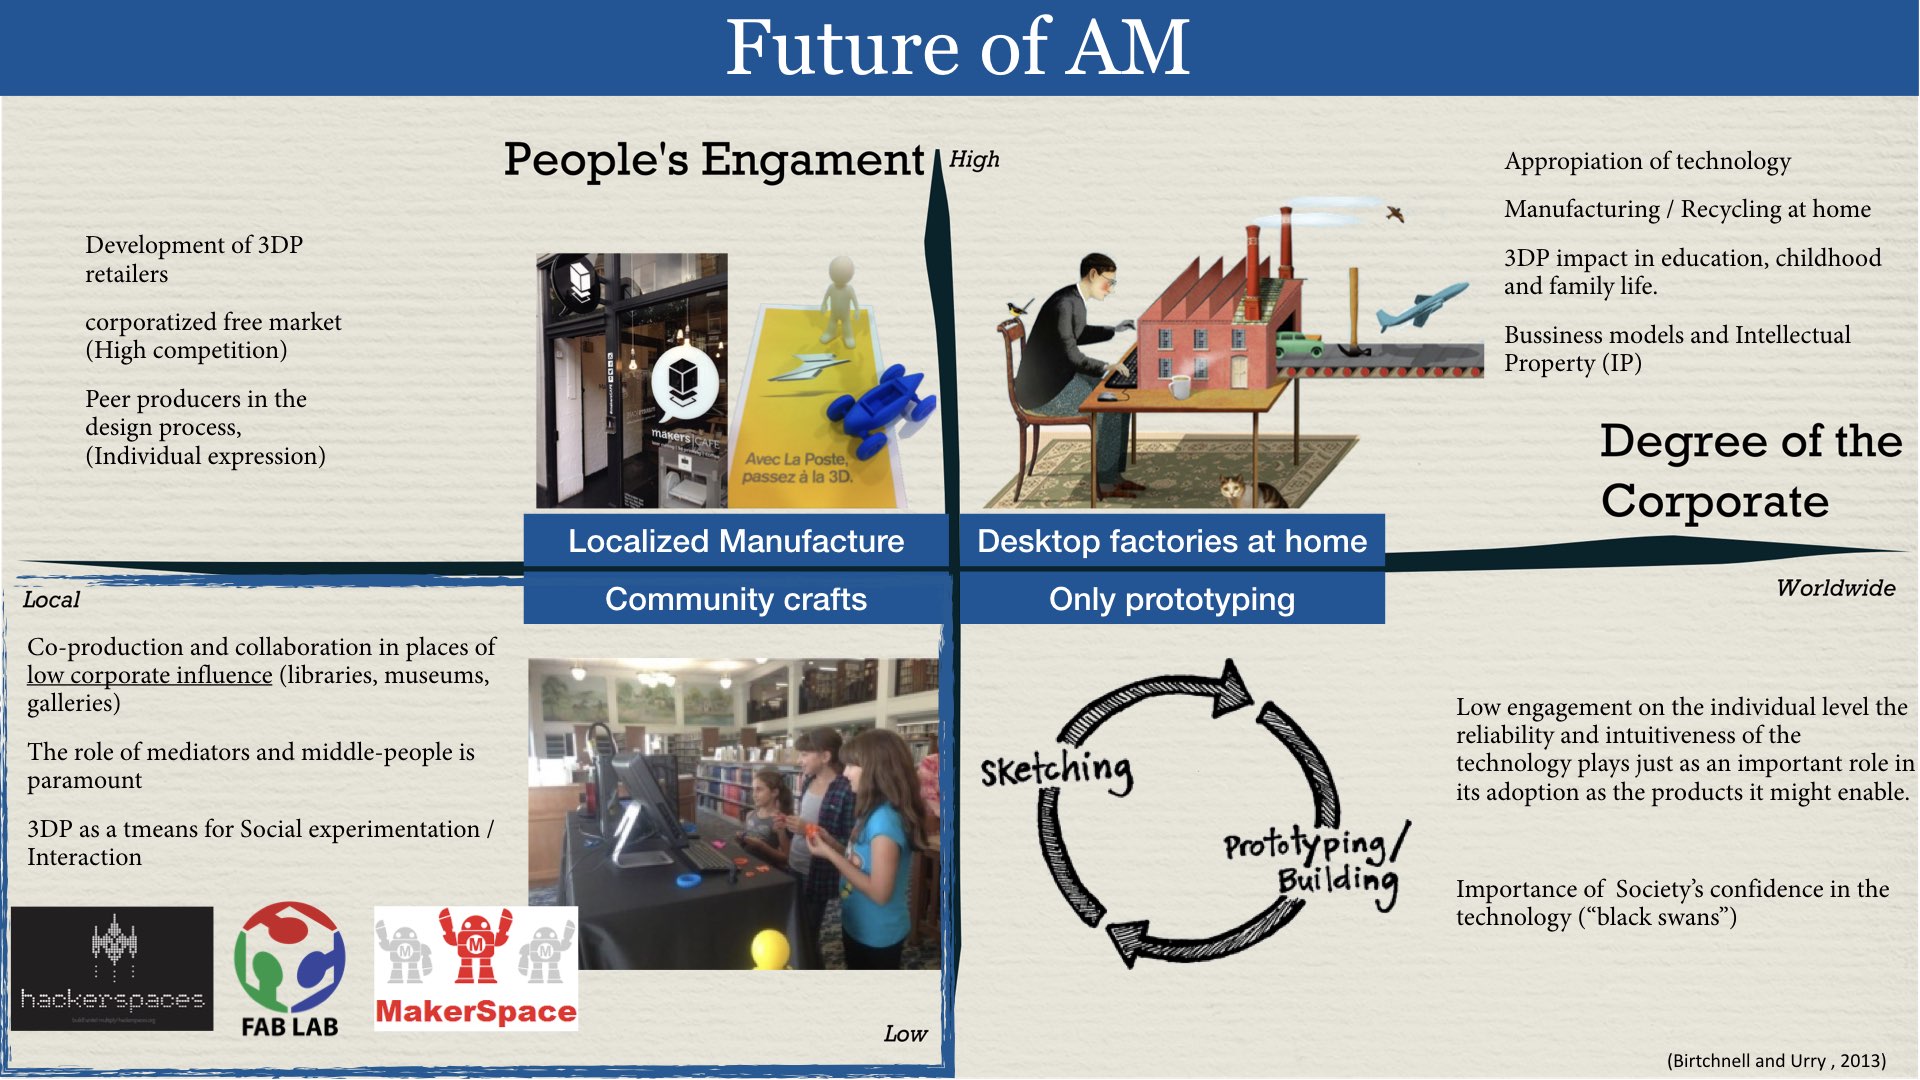 Future of AM
People's Engament
High
Development of 3DP
retailers
corporatized free market
(High competition)
Peer producers in the
design process,
(Individual expression)
makers CAFE
Avec La Poste,
passez à la 3D.
Appropiation of technology
Manufacturing / Recycling at home
3DP impact in education, childhood
and family life.
Bussiness models and Intellectual
Property (IP)
Degree of the
Corporate
Localized Manufacture
Desktop factories at home
Community crafts
Only prototyping
Local
Worldwide
Co-production and collaboration in places of
low corporate influence (libraries, museums,
galleries)
The role of mediators and middle-people is
paramount
3DP as a tmeans for Social experimentation /
Interaction
hackerspaces
FAB LAB
M
M
M
MakerSpace
Low
Sketching
Prototyping/
Building
Low engagement on the individual level the
reliability and intuitiveness of the
technology plays just as an important role in
its adoption as the products it might enable.
Importance of  Society’s confidence in the
technology (“black swans”)
(Birtchnell and Urry , 2013)